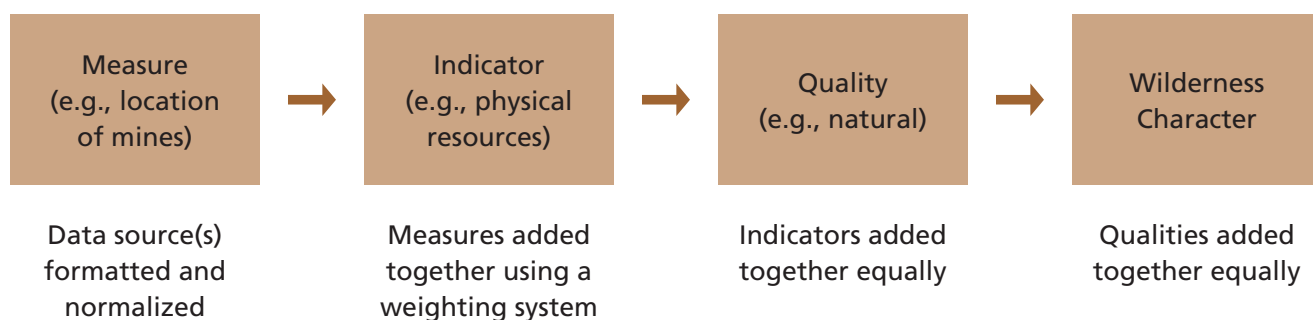 Measure
(e.g., location
of mines)
Indicator
(e.g., physical
resources)
Quality
(e.g., natural)
Wilderness
Character
Data source(s)
formatted and
normalized
Measures added
together using a
weighting system
Indicators added
together equally
Qualities added
together equally